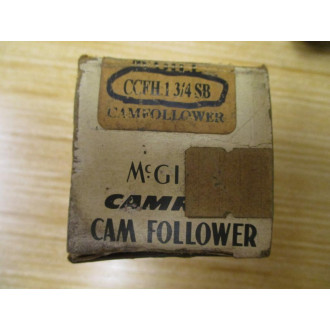 CCFH 1 3/4 SB
CAMFOLLOWER
McGI
CAMR
CAM FOLLOWER